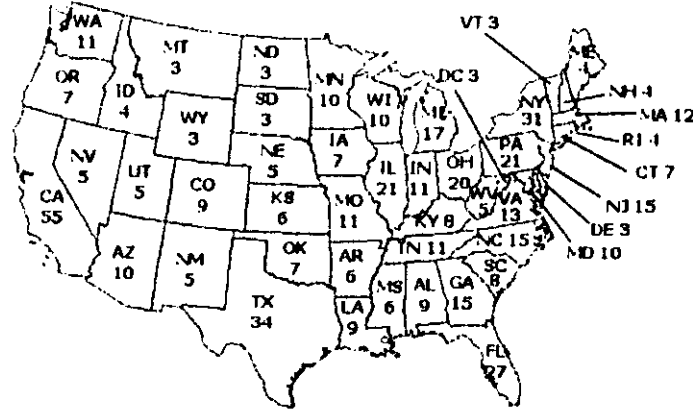 WA
11
MT
3
ND
3
MN
10
VT 3
ME
4
OR
7
ID
4
WY
3
SD
3
WI
10
MI
17
DC 3
NY
31
NH 4
MA 12
RI 4
CT 7
NV
5
UT
5
CO
9
NE
5
IA
7
IL
21
IN
11
OH
20
PA
21
NJ 15
DE 3
MD 10
CA
55
KS
6
MO
11
KY 8
WV
5
VA
13
AZ
10
NM
5
OK
7
AR
6
TN 11
NC 15
SC
8
TX
34
LA
9
MS
6
AL
9
GA
15
FL
27